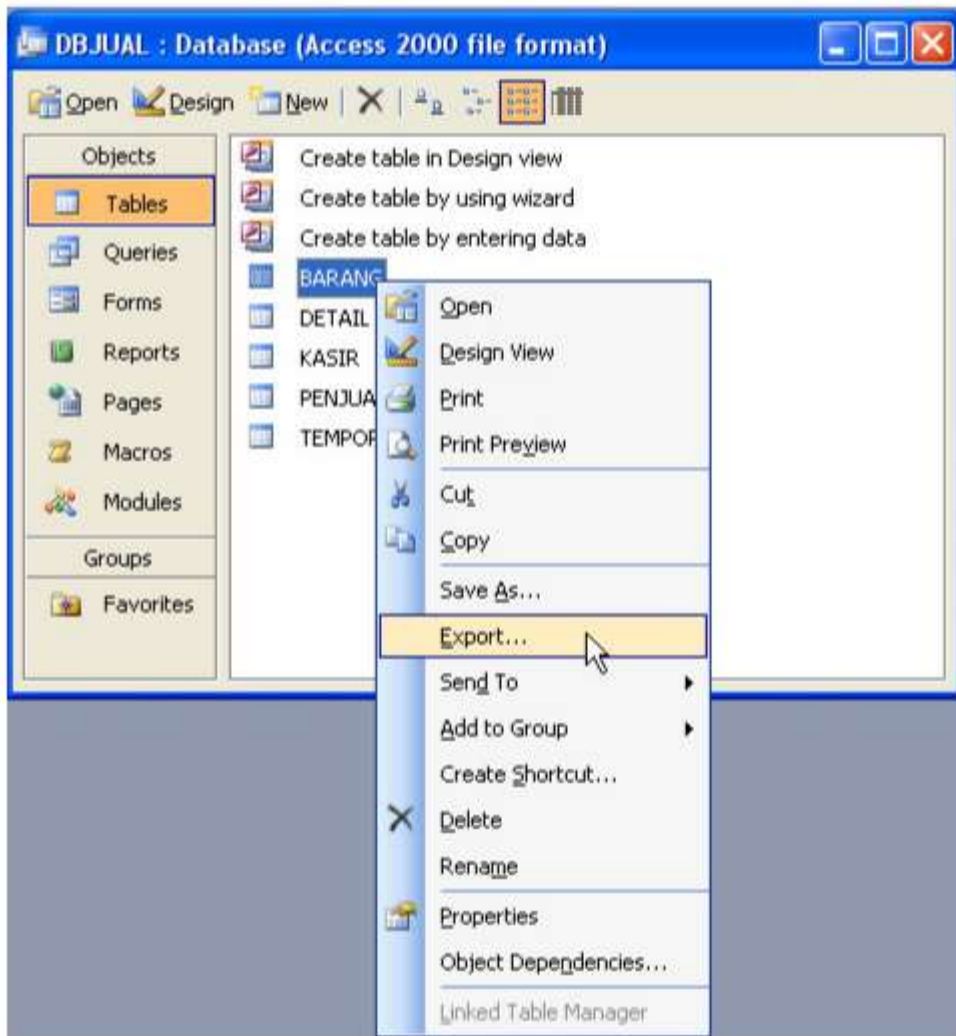 DBJUAL : Database (Access 2000 file format)
Open Design New
Objects
Tables
Queries
Forms
Reports
Pages
Macros
Modules
Groups
Favorites
Create table in Design view
Create table by using wizard
Create table by entering data
BARANG
DETAIL
KASIR
PENJUA
TEMPOR
Open
Design View
Print
Print Preview
Cut
Copy
Save As...
Export...
Send To
Add to Group
Create Shortcut...
Delete
Rename
Properties
Object Dependencies...
Linked Table Manager